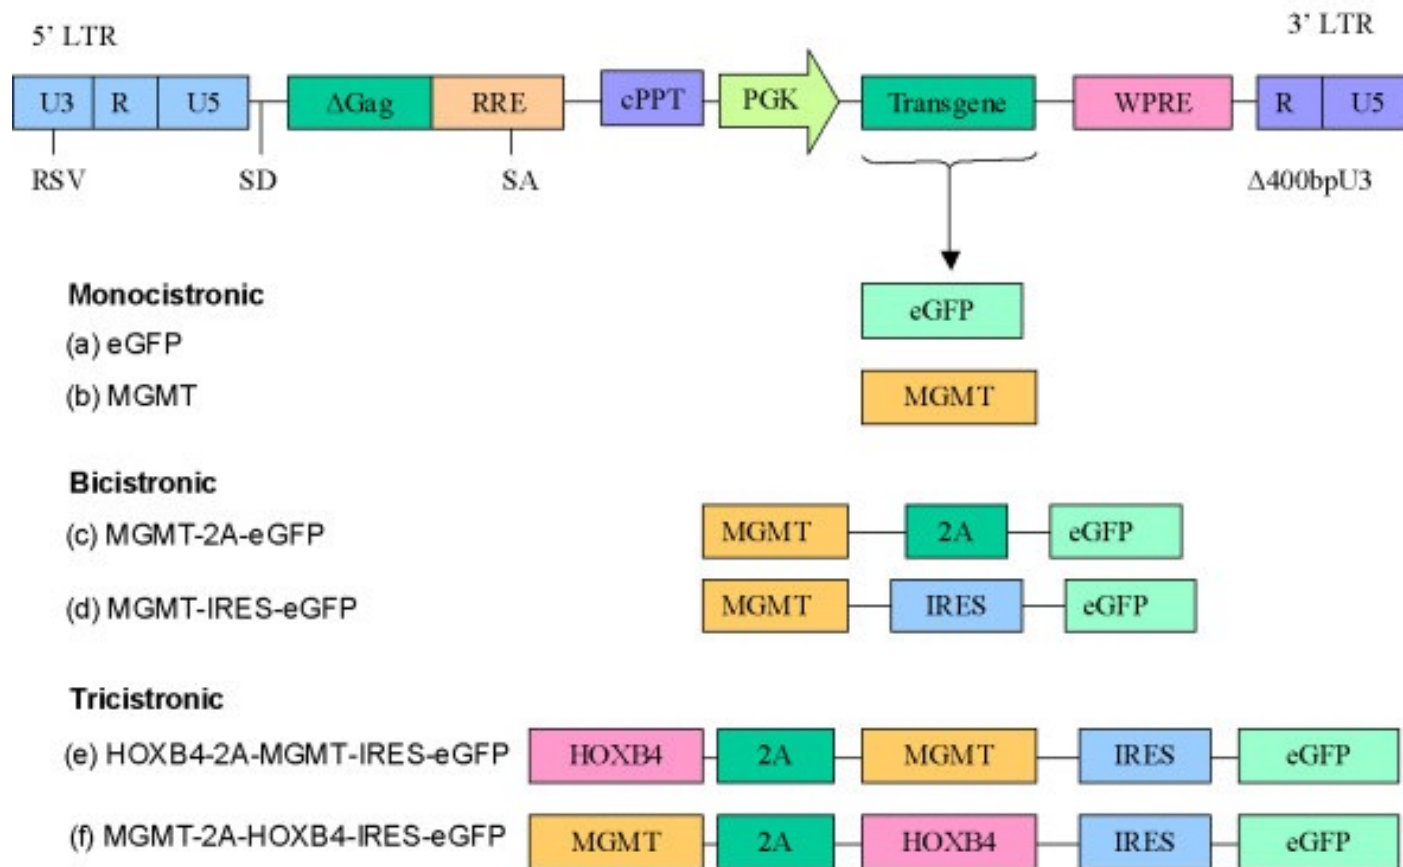 5' LTR
3' LTR
U3 R U5 ΔGag RRE cPPT PGK Transgene WPRE R U5
RSV SD SA Δ400bpU3
Monocistronic
eGFP
(a) eGFP
(b) MGMT
MGMT
Bicistronic
(c) MGMT-2A-eGFP
MGMT 2A eGFP
(d) MGMT-IRES-eGFP
MGMT IRES eGFP
Tricistronic
(e) HOXB4-2A-MGMT-IRES-eGFP
HOXB4 2A MGMT IRES eGFP
(f) MGMT-2A-HOXB4-IRES-eGFP
MGMT 2A HOXB4 IRES eGFP